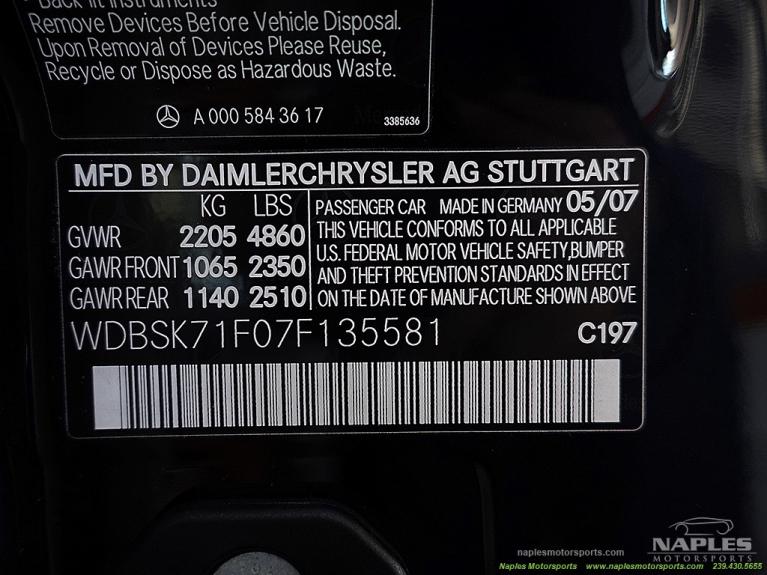 • Back tit Instruments
Remove Devices Before Vehicle Disposal.
Upon Removal of Devices Please Reuse,
Recycle or Dispose as Hazardous Waste.
A 000 584 36 17
3385636
MFD BY DAIMLERCHRYSLER AG STUTTGART
KG LBS
GVWR 2205 4860
GAWR FRONT 1065 2350
GAWR REAR 1140 2510
PASSENGER CAR MADE IN GERMANY 05/07
THIS VEHICLE CONFORMS TO ALL APPLICABLE
U.S. FEDERAL MOTOR VEHICLE SAFETY,BUMPER
AND THEFT PREVENTION STANDARDS IN EFFECT
ON THE DATE OF MANUFACTURE SHOWN ABOVE
WDBSK71F07F135581 C197
NAPLES
MOTORSPORTS
naplesmotorsports.com
Naples Motorsports www.naplesmotorsports.com 239.430.5655